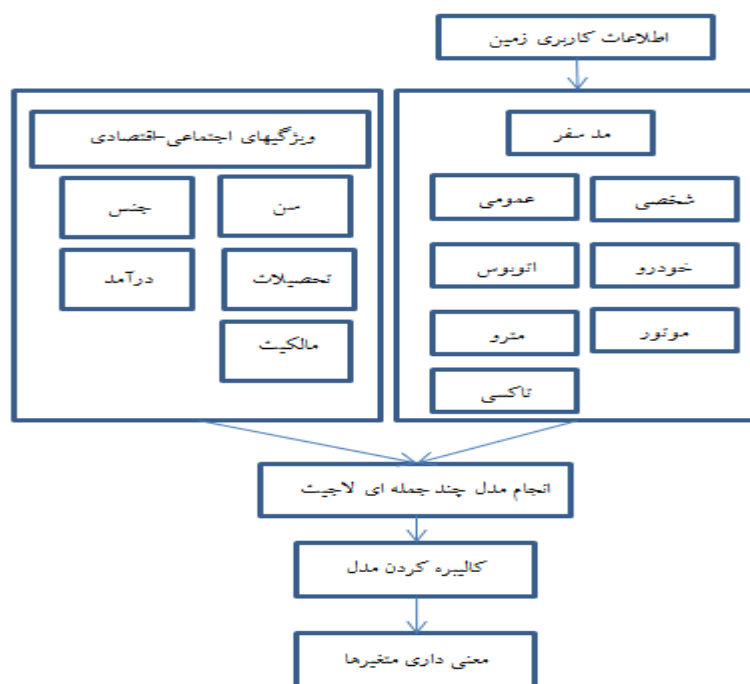 اطلاعات کاربری زمین
مد سفر
شخصی
عمومی
خودرو
اتوبوس
موتور
مترو
تاکسی
ویژگیهای اجتماعی-اقتصادی
سن
جنس
تحصیلات
درآمد
مالکیت
انجام مدل چند جمله ای لاجیت
کالیبره کردن مدل
معنی داری متغیرها